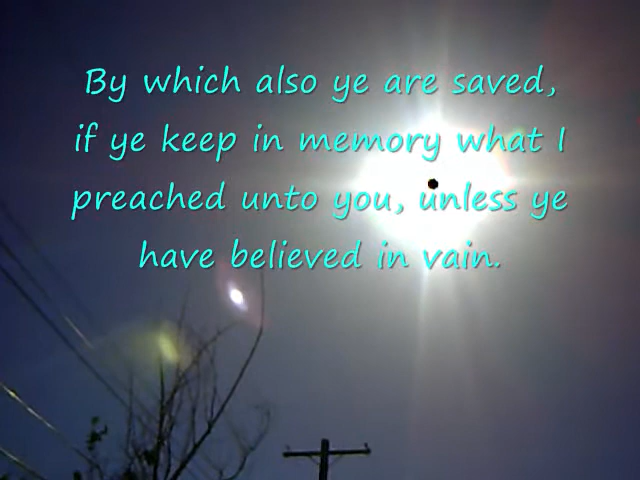 By which also ye are saved,
if ye keep in memory what I
preached unto you, unless ye
have believed in vain.